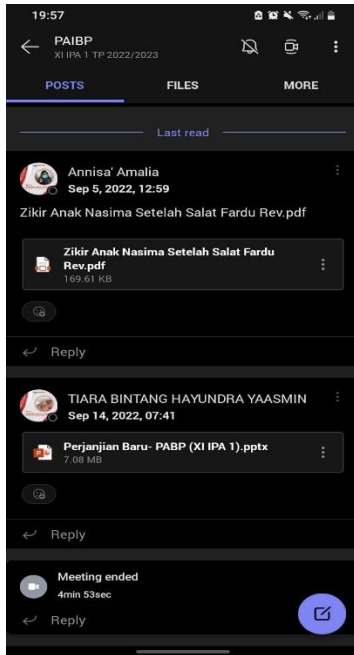 19:57
PAIBP
XI IPA 1 TP 2022/2023
POSTS
FILES
MORE
Last read
Annisa' Amalia
Sep 5, 2022, 12:59
Zikir Anak Nasima Setelah Salat Fardu Rev.pdf
Zikir Anak Nasima Setelah Salat Fardu
Rev.pdf
169.61 KB
Reply
TIARA BINTANG HAYUNDRA YAASMIN
Sep 14, 2022, 07:41
Perjanjian Baru- PABP (XI IPA 1).pptx
7.08 MB
Reply
Meeting ended
4min 53sec
Reply